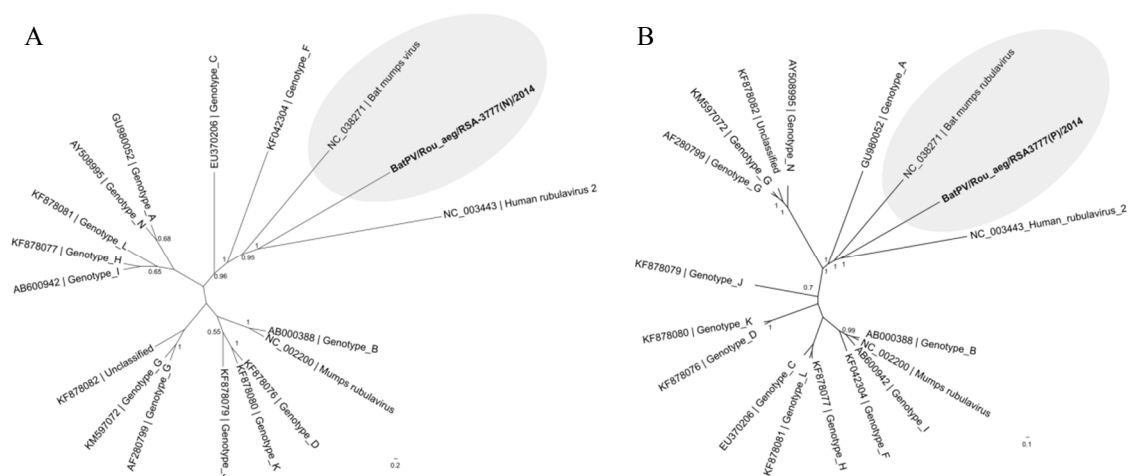 A
EU370206 | Genotype_C
KF042304 | Genotype_F
NC_038271 | Bat mumps virus
BatPV/Rou_aeg/RSA-3777(N)/2014
NC_003443 | Human rubulavirus 2
GU980052 | Genotype_A
AY508995 | Genotype_N
KF878081 | Genotype_L
KF878077 | Genotype_H
AB600942 | Genotype_I
0.68
0.65
1
0.99
1
0.96
KF878082 | Unclassified
KM597072 | Genotype_G
AF280799 | Genotype_G
1
0.55
1
1
KF878079 | Genotype_J
KF878080 | Genotype_K
KF878076 | Genotype_D
NC_002200 | Mumps rubulavirus
AB000388 | Genotype_B
0.2
B
AY508995 | Genotype_N
KF878082 | Unclassified
KM597072 | Genotype_G
AF280799 | Genotype_G
1
1
GU980052 | Genotype_A
NC_038271 | Bat mumps rubulavirus
BatPV/Rou_aeg/RSA3777(P)/2014
NC_003443_Human_rubulavirus_2
1
1
1
KF878079 | Genotype_J
0.7
KF878080 | Genotype_K
1
KF878076 | Genotype_D
EU370206 | Genotype_C
KF878081 | Genotype_L
KF878077 | Genotype_H
KF042304 | Genotype_F
AB600942 | Genotype_I
NC_002200 | Mumps rubulavirus
AB000388 | Genotype_B
0.99
0.1